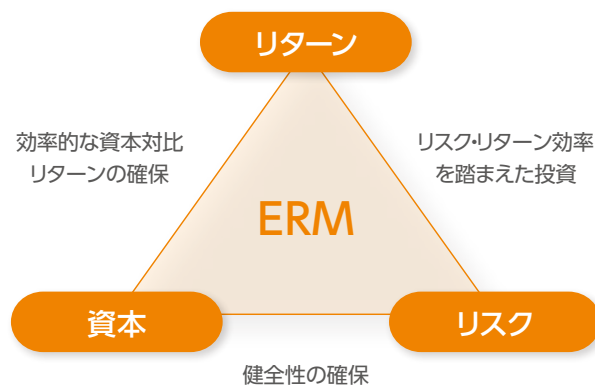 リターン
効率的な資本対比
リターンの確保
リスク・リターン効率
を踏まえた投資
ERM
資本
リスク
健全性の確保